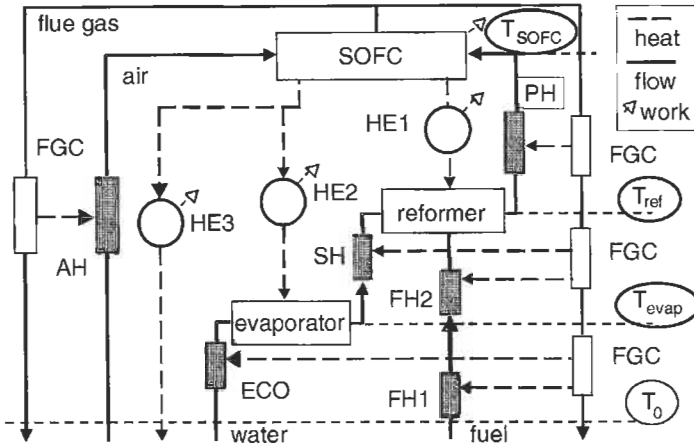 flue gas
SOFC
T_SOFC
heat
air
flow
PH
work
HE1
FGC
FGC
HE2
HE3
reformer
T_ref
AH
SH
FGC
FH2
T_evap
evaporator
FGC
ECO
FH1
T_0
water
fuel